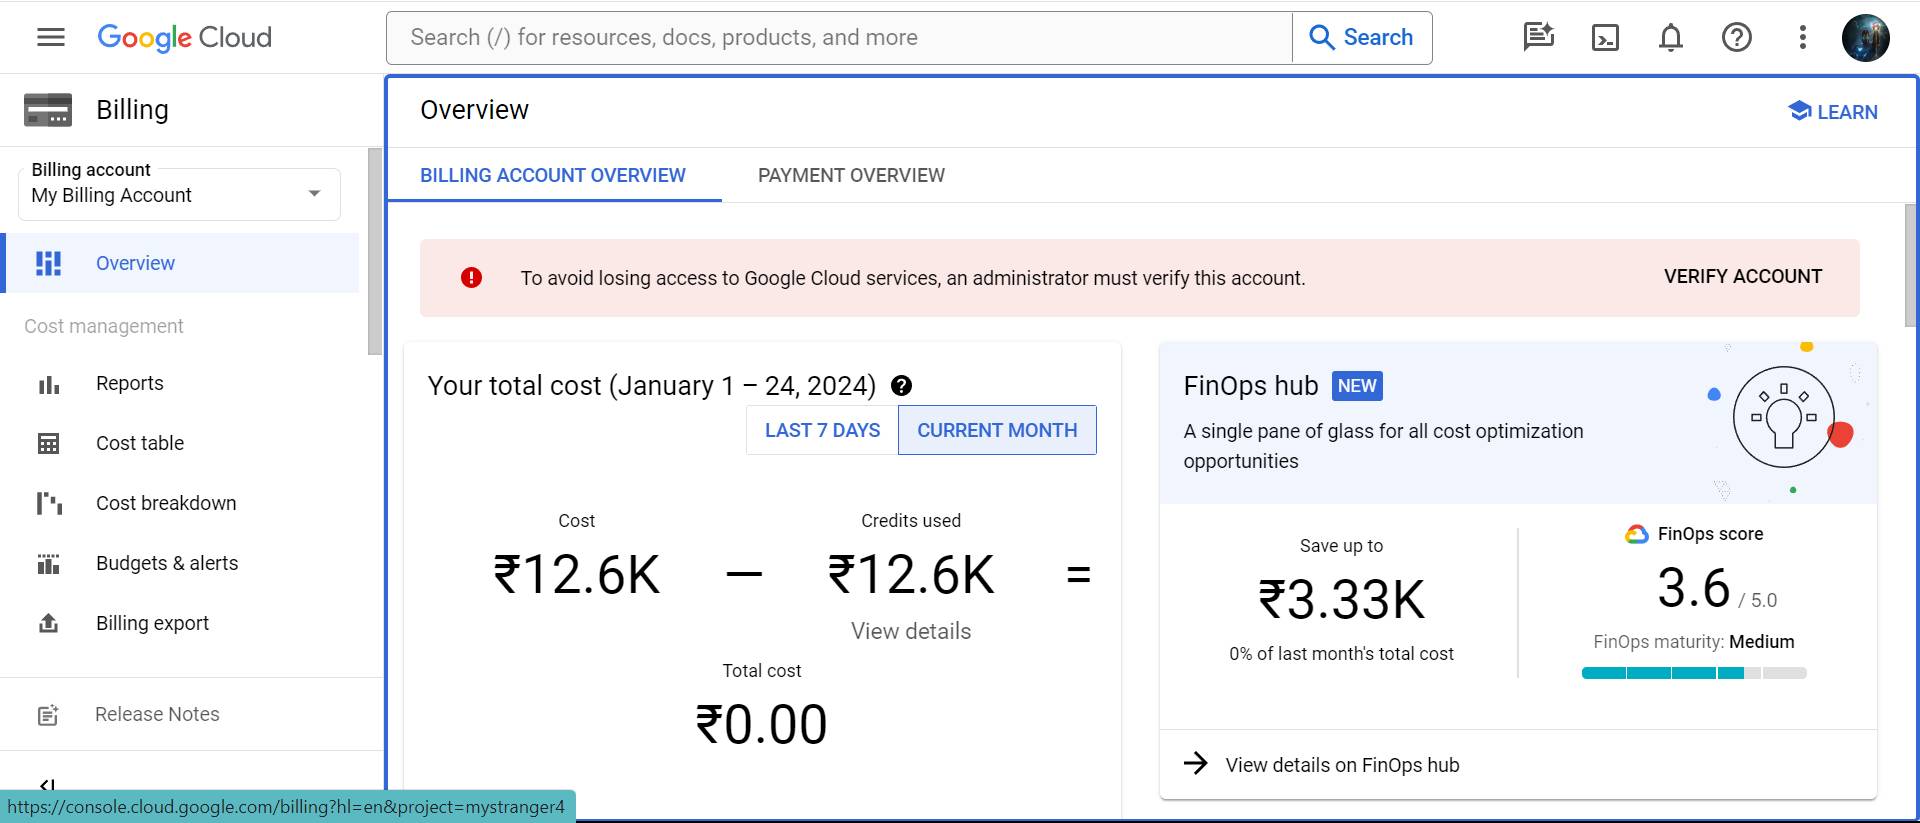 Google Cloud
Search (/) for resources, docs, products, and more
Search
Billing
Billing account
My Billing Account
Overview
Cost management
Reports
Cost table
Cost breakdown
Budgets & alerts
Billing export
Release Notes
https://console.cloud.google.com/billing?hl=en&project=mystranger4
Overview
LEARN
BILLING ACCOUNT OVERVIEW
PAYMENT OVERVIEW
To avoid losing access to Google Cloud services, an administrator must verify this account.
VERIFY ACCOUNT
Your total cost (January 1 – 24, 2024)
LAST 7 DAYS
CURRENT MONTH
Cost
₹12.6K
—
Credits used
₹12.6K
View details
=
Total cost
₹0.00
FinOps hub NEW
A single pane of glass for all cost optimization
opportunities
Save up to
₹3.33K
0% of last month's total cost
FinOps score
3.6 / 5.0
FinOps maturity: Medium
View details on FinOps hub